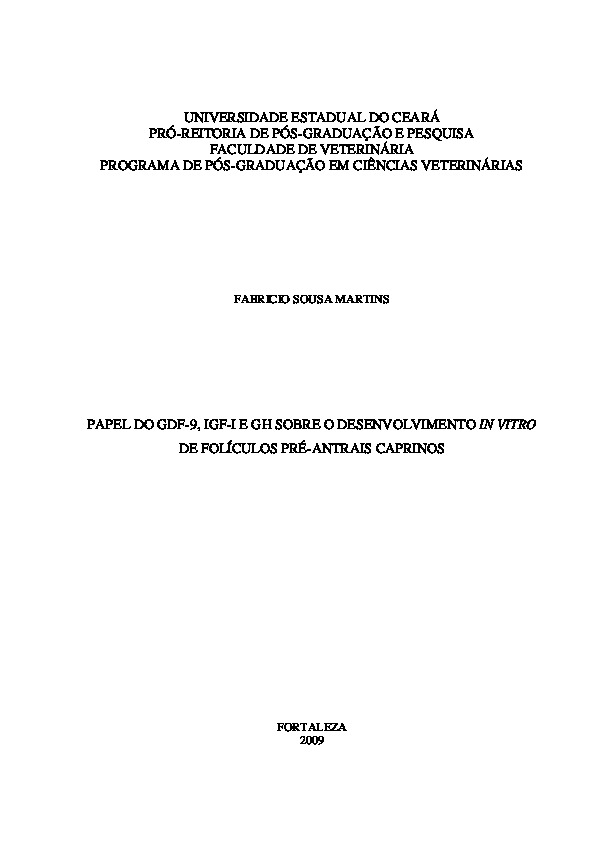 UNIVERSIDADE ESTADUAL DO CEARÁ
PRÓ-REITORIA DE PÓS-GRADUAÇÃO E PESQUISA
FACULDADE DE VETERINÁRIA
PROGRAMA DE PÓS-GRADUAÇÃO EM CIÊNCIAS VETERINÁRIAS
FABRICIO SOUSA MARTINS
PAPEL DO GDF-9, IGF-I E GH SOBRE O DESENVOLVIMENTO IN VITRO
DE FOLÍCULOS PRÉ-ANTRAIS CAPRINOS
FORTALEZA
2009